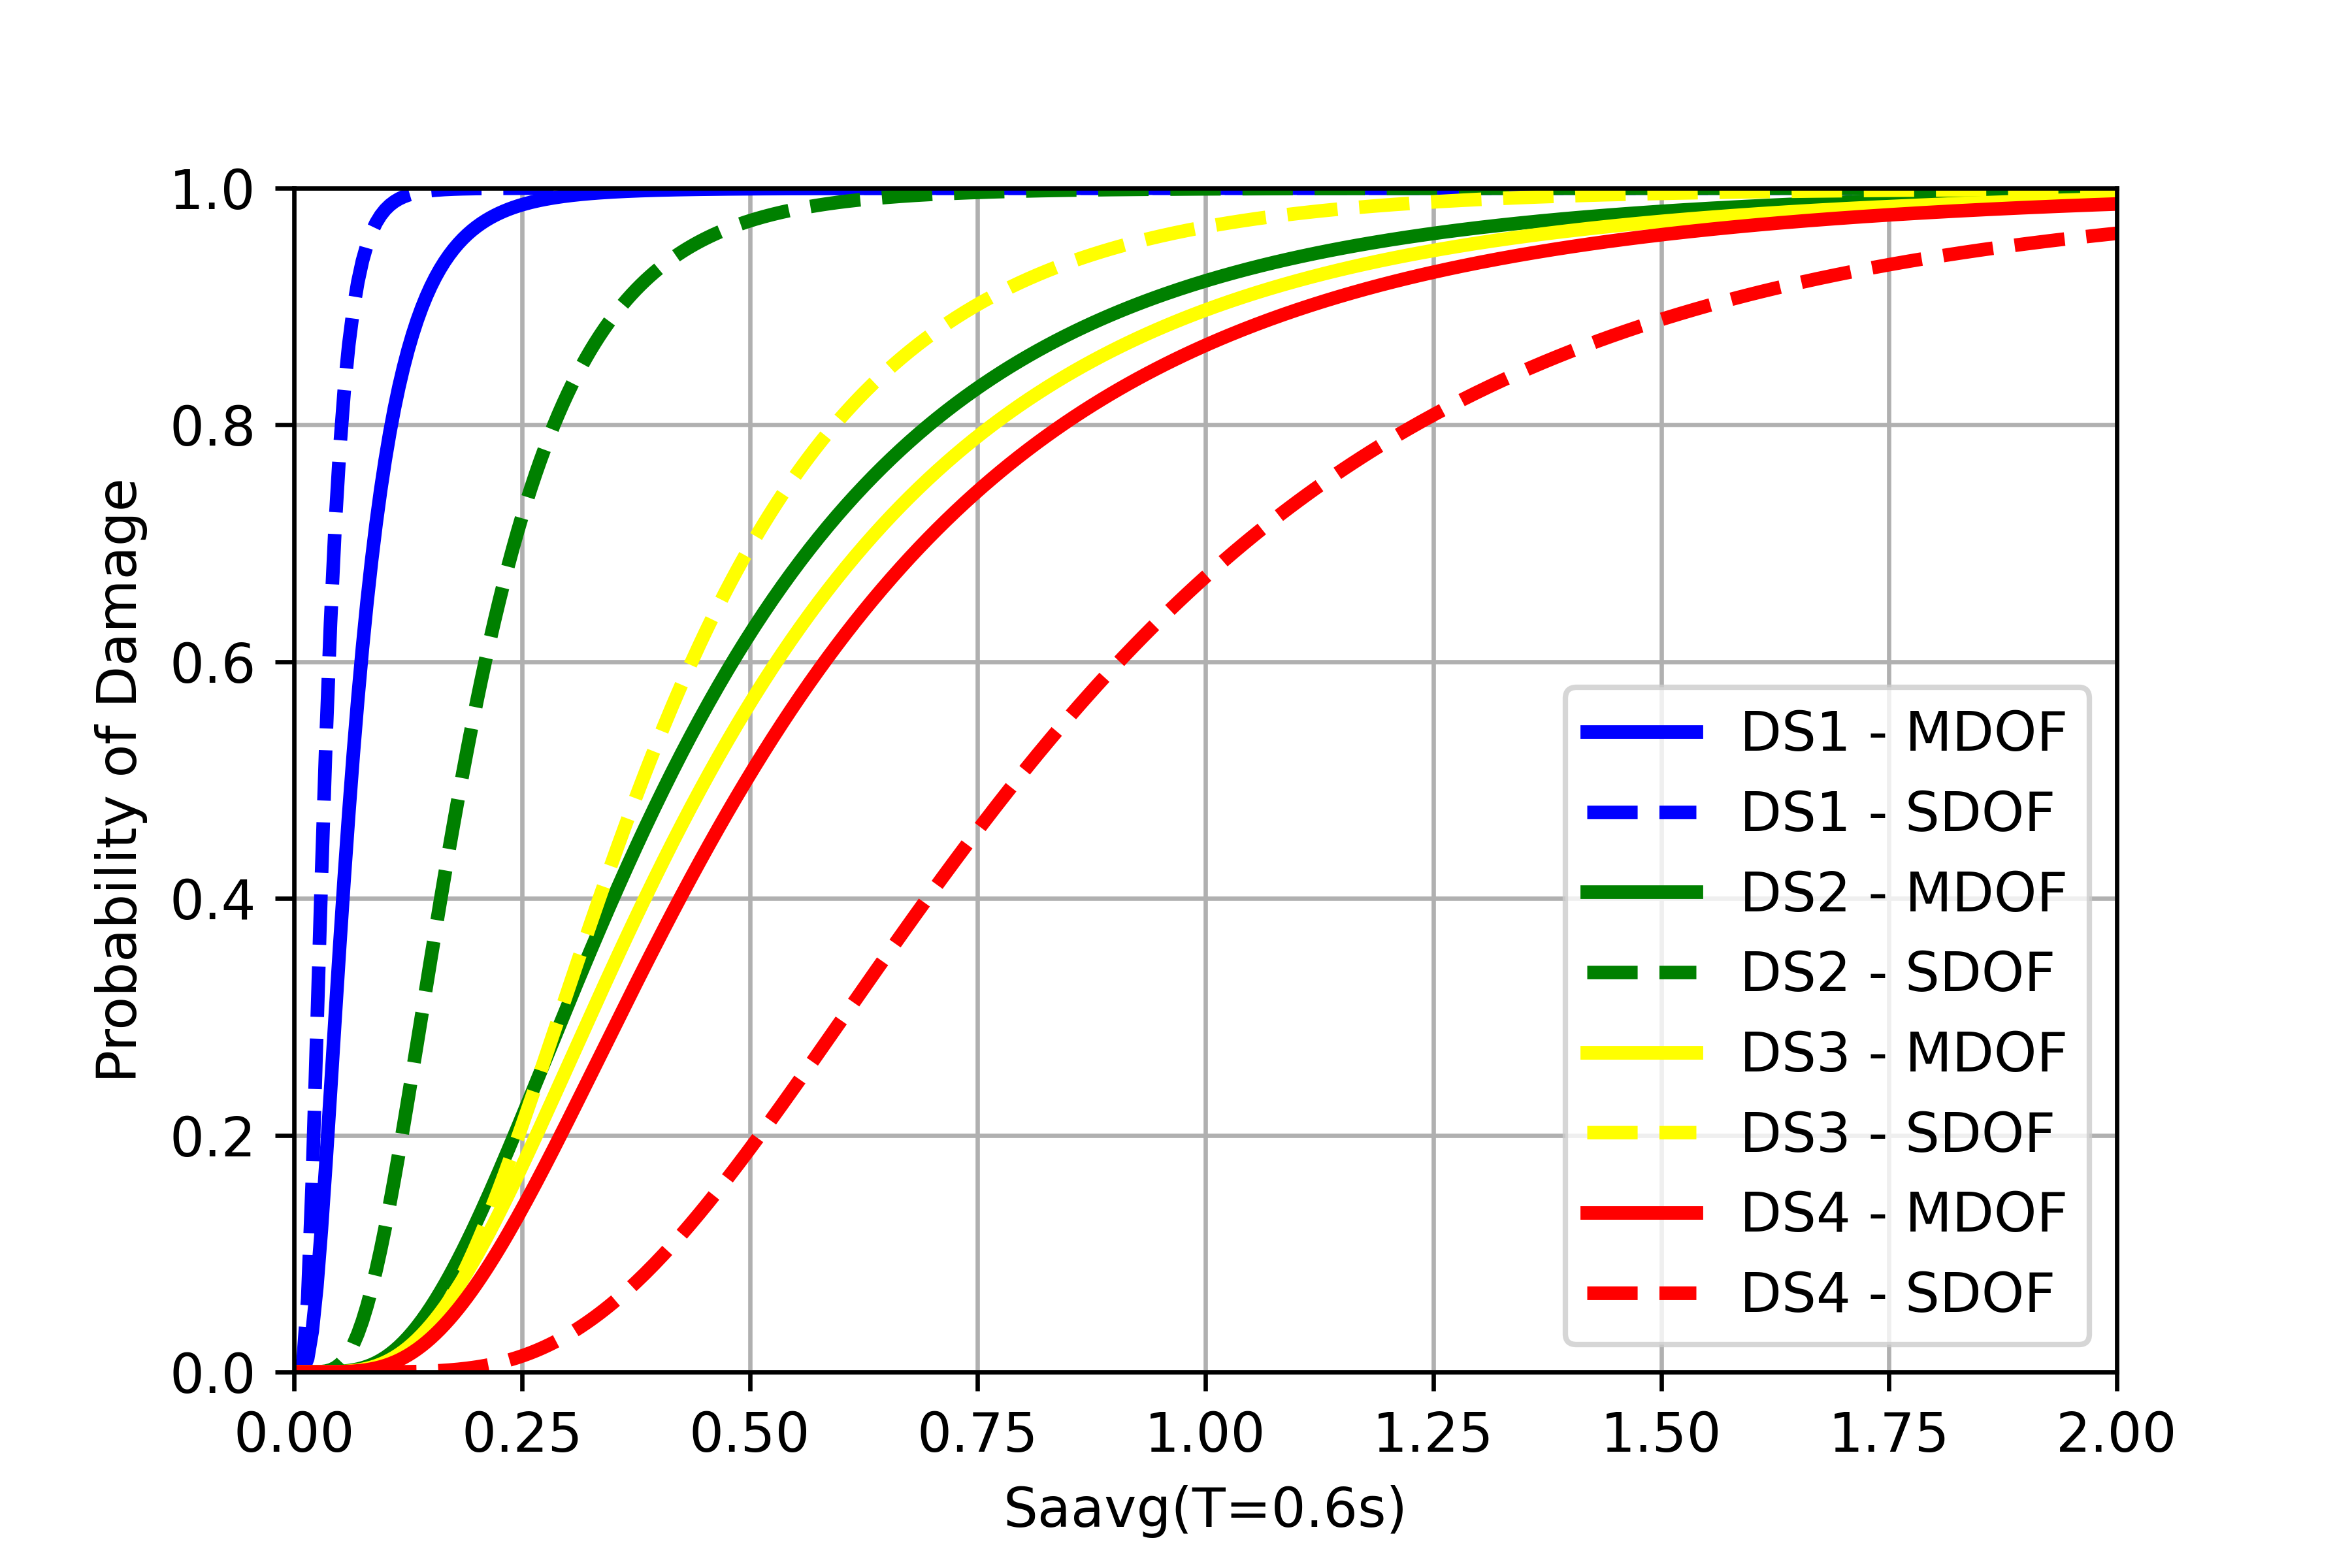 1.0
0.8
0.6
0.4
0.2
0.0
Probability of Damage
0.00 0.25 0.50 0.75 1.00 1.25 1.50 1.75 2.00
Saavg(T=0.6s)
DS1 - MDOF
DS1 - SDOF
DS2 - MDOF
DS2 - SDOF
DS3 - MDOF
DS3 - SDOF
DS4 - MDOF
DS4 - SDOF